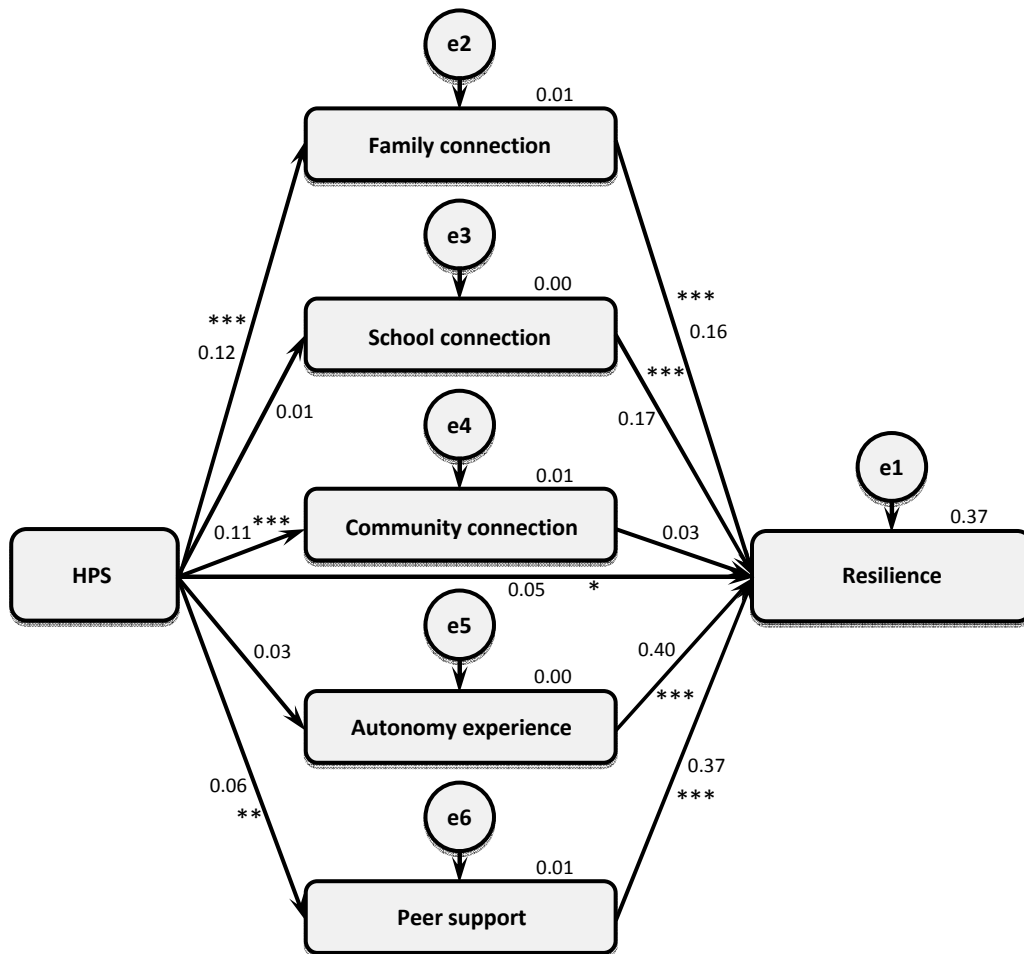 e2
0.01
Family connection
e3
0.00
School connection
***
0.12
***
0.16
0.01
***
0.17
e4
0.01
Community connection
0.11
***
0.03
e1
0.37
HPS
Resilience
0.05
*
e5
0.00
Autonomy experience
0.03
0.40
***
0.06
**
0.37
***
e6
0.01
Peer support